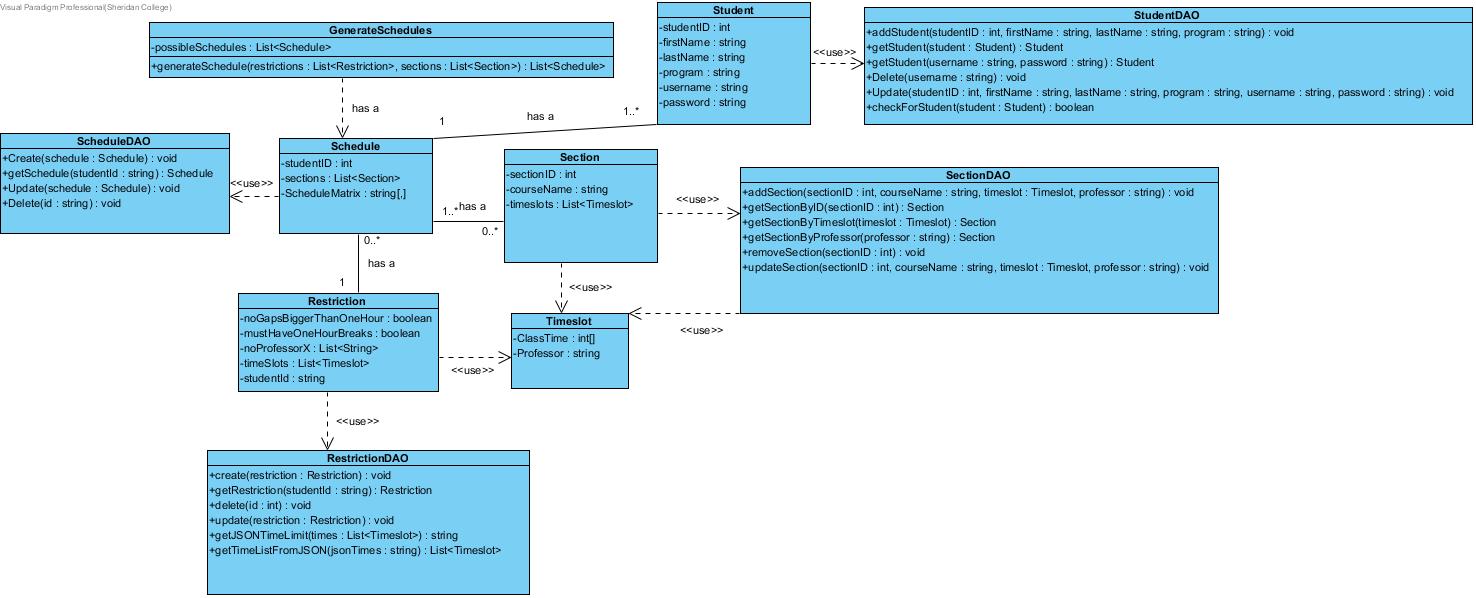 Visual Paradigm Professional(Sheridan College)
GenerateSchedules
-possibleSchedules : List<Schedule>
+generateSchedule(restrictions : List<Restriction>, sections : List<Section>) : List<Schedule>
Student
-studentID : int
-firstName : string
-lastName : string
-program : string
-username : string
-password : string
<<use>>
StudentDAO
+addStudent(studentID : int, firstName : string, lastName : string, program : string) : void
+getStudent(student : Student) : Student
+getStudent(username : string, password : string) : Student
+Delete(username : string) : void
+Update(studentID : int, firstName : string, lastName : string, program : string, username : string, password : string) : void
+checkForStudent(student : Student) : boolean
has a
1
has a
1..*
ScheduleDAO
+Create(schedule : Schedule) : void
+getSchedule(studentId : string) : Schedule
+Update(schedule : Schedule) : void
+Delete(id : string) : void
<<use>>
Schedule
-studentID : int
-sections : List<Section>
-ScheduleMatrix : string[,]
1..*
has a
0..*
Section
-sectionID : int
-courseName : string
-timeslots : List<Timeslot>
<<use>>
SectionDAO
+addSection(sectionID : int, courseName : string, timeslot : Timeslot, professor : string) : void
+getSectionByID(sectionID : int) : Section
+getSectionByTimeslot(timeslot : Timeslot) : Section
+getSectionByProfessor(professor : string) : Section
+removeSection(sectionID : int) : void
+updateSection(sectionID : int, courseName : string, timeslot : Timeslot, professor : string) : void
0..*
has a
1
<<use>>
<<use>>
Restriction
-noGapsBiggerThanOneHour : boolean
-mustHaveOneHourBreaks : boolean
-noProfessorX : List<String>
-timeSlots : List<Timeslot>
-studentId : string
<<use>>
Timeslot
-ClassTime : int[]
-Professor : string
<<use>>
RestrictionDAO
+create(restriction : Restriction) : void
+getRestriction(studentId : string) : Restriction
+delete(id : int) : void
+update(restriction : Restriction) : void
+getJSONTimeLimit(times : List<Timeslot>) : string
+getTimeListFromJSON(jsonTimes : string) : List<Timeslot>